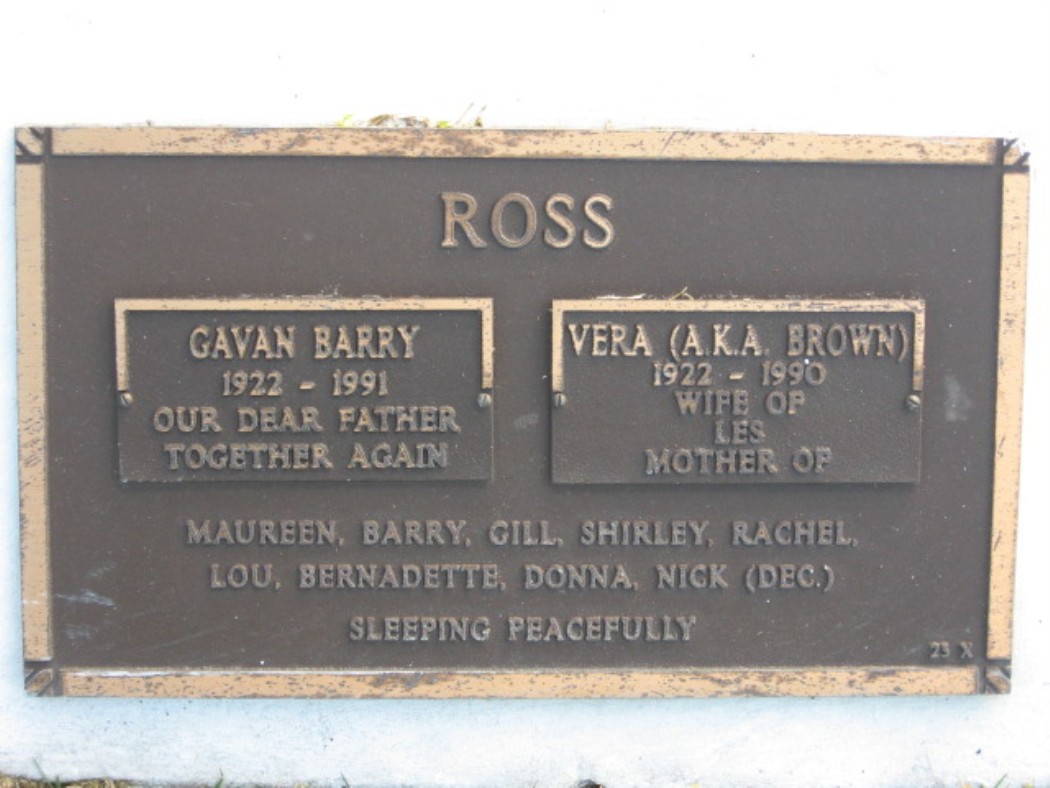 ROSS
GAVAN BARRY
1922 - 1991
OUR DEAR FATHER
TOGETHER AGAIN
VERA (A.K.A. BROWN)
1922 - 1990
WIFE OF
LES
MOTHER OF
MAUREEN, BARRY, GILL, SHIRLEY, RACHEL,
LOU, BERNADETTE, DONNA, NICK (DEC.)
SLEEPING PEACEFULLY
23 X